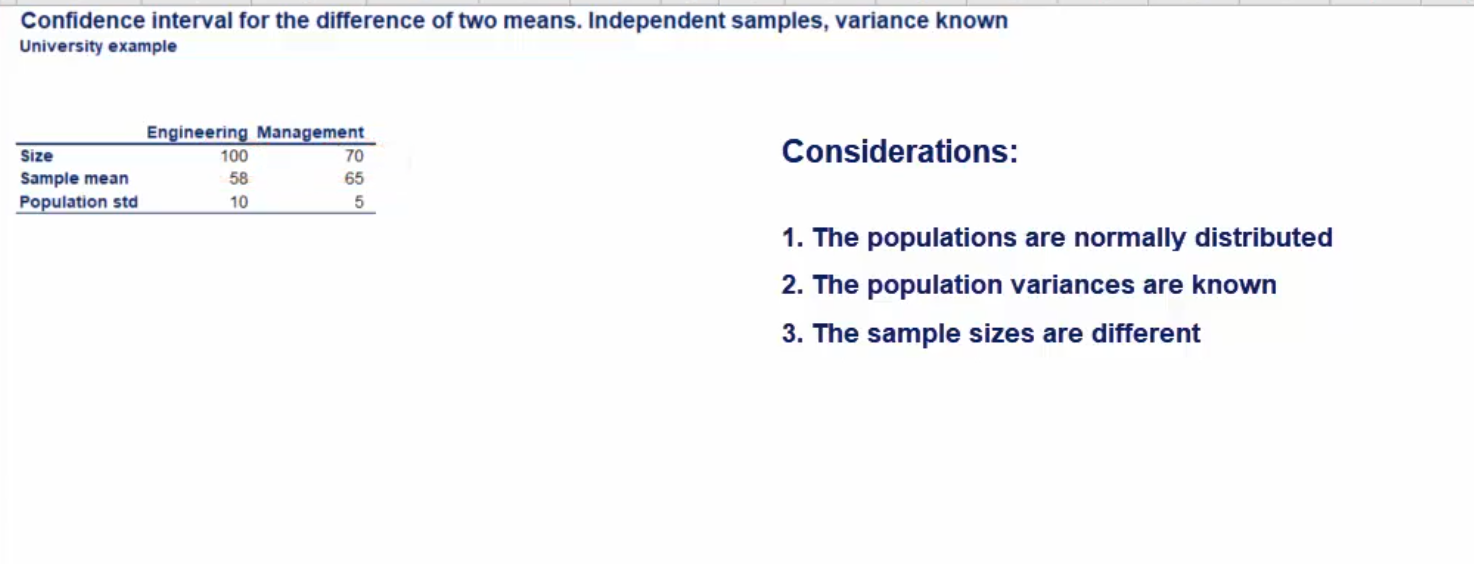 Confidence interval for the difference of two means. Independent samples, variance known
University example
Engineering Management
Size 100 70
Sample mean 58 65
Population std 10 5
Considerations:
1. The populations are normally distributed
2. The population variances are known
3. The sample sizes are different